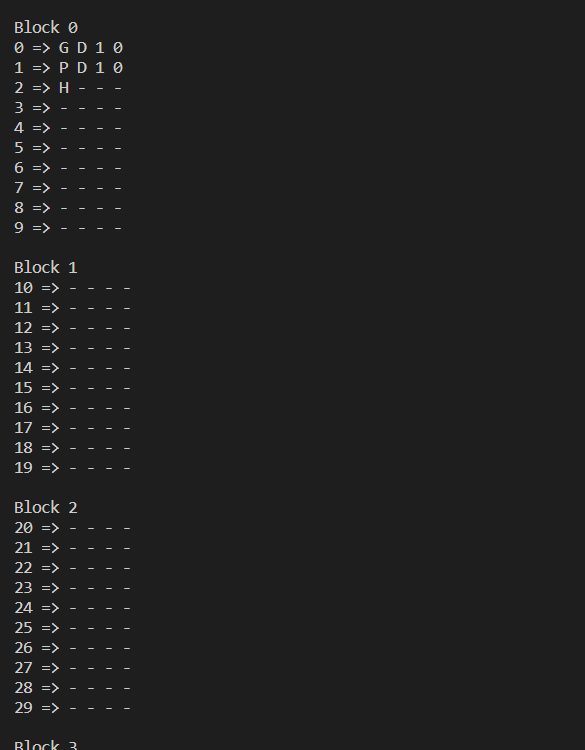 Block 0
0 => G D 1 0
1 => P D 1 0
2 => H - - -
3 => - - - -
4 => - - - -
5 => - - - -
6 => - - - -
7 => - - - -
8 => - - - -
9 => - - - -
Block 1
10 => - - - -
11 => - - - -
12 => - - - -
13 => - - - -
14 => - - - -
15 => - - - -
16 => - - - -
17 => - - - -
18 => - - - -
19 => - - - -
Block 2
20 => - - - -
21 => - - - -
22 => - - - -
23 => - - - -
24 => - - - -
25 => - - - -
26 => - - - -
27 => - - - -
28 => - - - -
29 => - - - -
Block 3